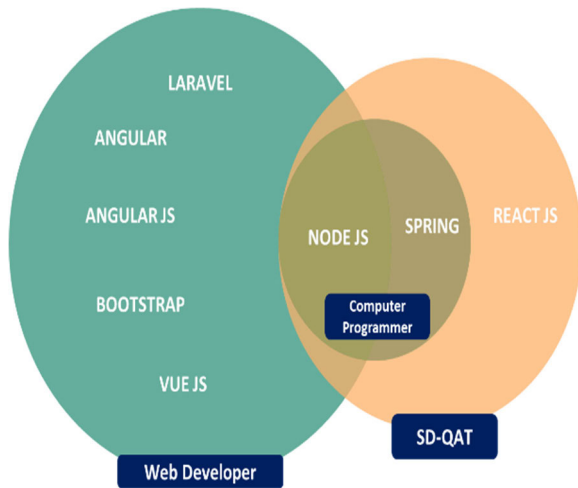 LARAVEL
ANGULAR
ANGULAR JS
NODE JS
SPRING
REACT JS
BOOTSTRAP
Computer
Programmer
VUE JS
SD-QAT
Web Developer